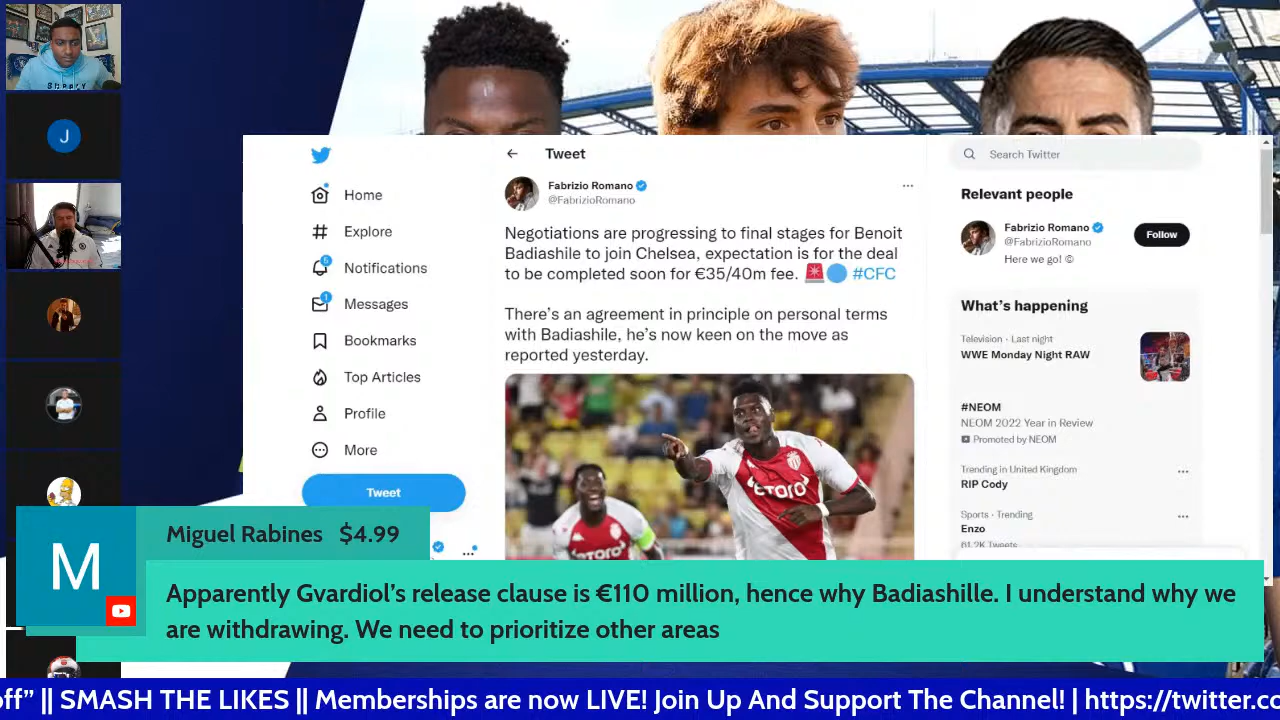 J
Tweet
Fabrizio Romano
@FabrizioRomano
Negotiations are progressing to final stages for Benoit
Badiashile to join Chelsea, expectation is for the deal
to be completed soon for €35/40m fee. 🚨🔵 #CFC
There's an agreement in principle on personal terms
with Badiashile, he's now keen on the move as
reported yesterday.
etoro
etoro
Home
Explore
5
Notifications
1
Messages
Bookmarks
Top Articles
Profile
More
Tweet
Search Twitter
Relevant people
Fabrizio Romano
@FabrizioRomano
Follow
Here we go! ©
What's happening
Television · Last night
WWE Monday Night RAW
#NEOM
NEOM 2022 Year in Review
Promoted by NEOM
Trending in United Kingdom
RIP Cody
Sports · Trending
Enzo
61.2K Tweets
M
Miguel Rabines $4.99
Apparently Gvardiol's release clause is €110 million, hence why Badiashille. I understand why we
are withdrawing. We need to prioritize other areas
off” || SMASH THE LIKES || Memberships are now LIVE! Join Up And Support The Channel! | https://twitter.co